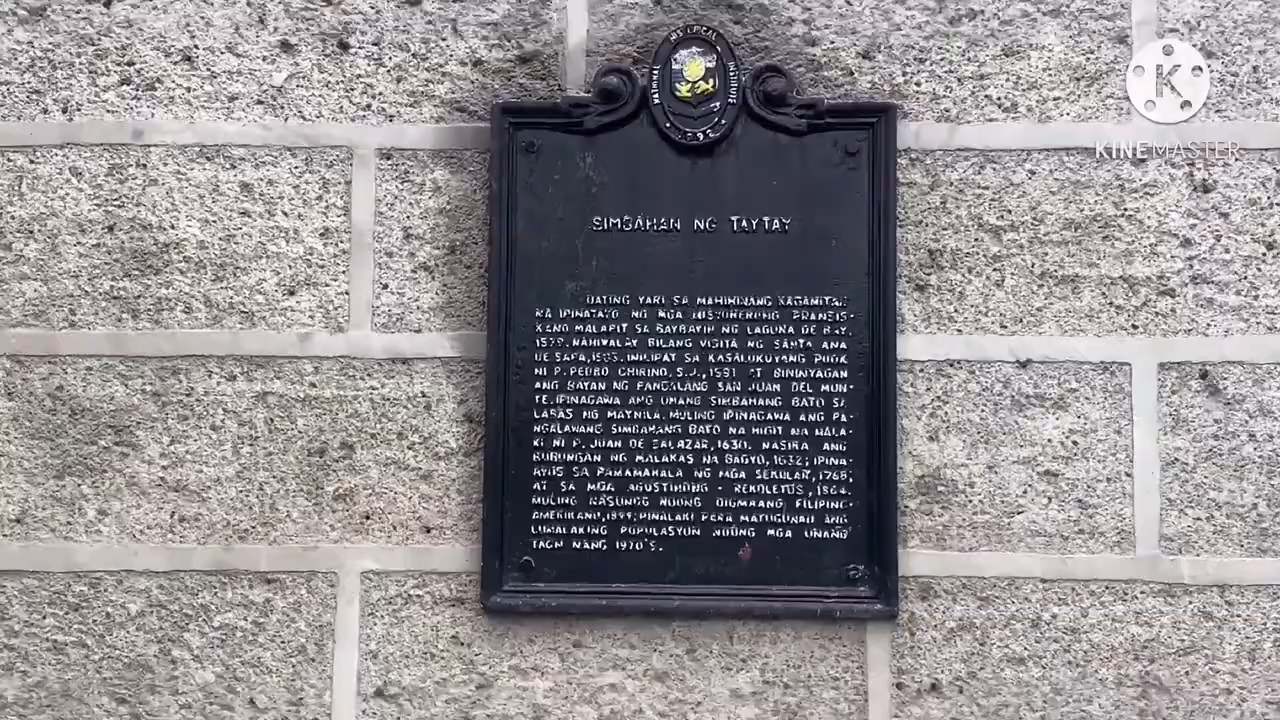 NATIONAL HISTORICAL INSTITUTE
1992
KINEMASTER
SIMBAHAN NG TAYTAY
DATING YARI SA MAHIHINANG KAGAMITAN
NA IPINATAYO NG MGA MISYONERONG PRANSIS-
KANO MALAPIT SA BAYBAYIN NG LAGUNA DE BAY,
1579. NAHIWALAY BILANG VISITA NG SANTA ANA
DE SAPA, INILIPAT SA KASALUKUYANG POOK
NI P. PEDRO CHIRINO, S.J., 1591 AT BININYAGAN
ANG BAYAN NG PANGALANG SAN JUAN DEL MON-
TE. IPINAGAWA ANG UNANG SIMBAHANG BATO SA
LABAS NG MAYNILA. MULING IPINAGAWA ANG PA-
NGALAWANG SIMBAHANG BATO NA HIGIT NA MALA-
KI NI P. JUAN DE SALAZAR, 1630. NASIRA ANG
BUBUNGAN NG MALAKAS NA BAGYO, 1632; IPINA-
AYOS SA PAMAMAHALA NG MGA SEKULAR, 1768;
AT SA MGA AGUSTINONG - REKOLETOS, 1864.
MULING NASUNOG NOONG DIGMAANG FILIPINO-
AMERIKANO, 1899; PINALAKI PARA MATUGUNAN ANG
LUMALAKING POPULASYON NOONG MGA UNANG
TAON NANG 1970'S.